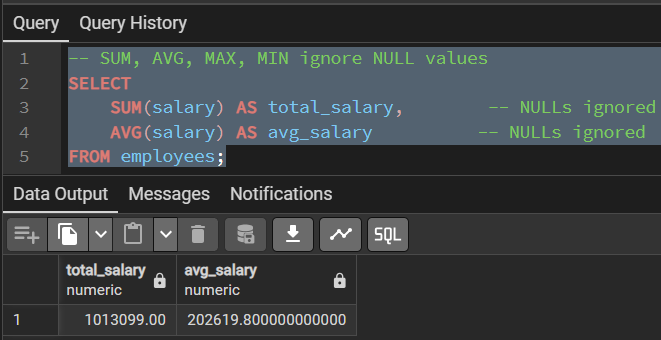 Query Query History
1 -- SUM, AVG, MAX, MIN ignore NULL values
2 SELECT
3 SUM(salary) AS total_salary, -- NULLs ignored
4 AVG(salary) AS avg_salary -- NULLs ignored
5 FROM employees;
Data Output Messages Notifications
SQL
total_salary avg_salary
numeric numeric
1 1013099.00 202619.800000000000